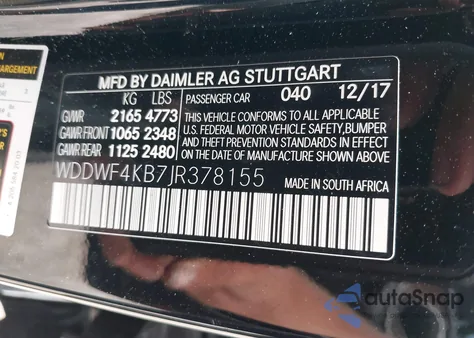 MFD BY DAIMLER AG STUTTGART
KG LBS
PASSENGER CAR 040 12/17
GVWR 2165 4773
GAWR FRONT 1065 2348
GAWR REAR 1125 2480
THIS VEHICLE CONFORMS TO ALL APPLICABLE
U.S. FEDERAL MOTOR VEHICLE SAFETY, BUMPER
AND THEFT PREVENTION STANDARDS IN EFFECT
ON THE DATE OF MANUFACTURE SHOWN ABOVE.
WDDWF4KB7JR378155
MADE IN SOUTH AFRICA
CHARGEMENT
autoSnap